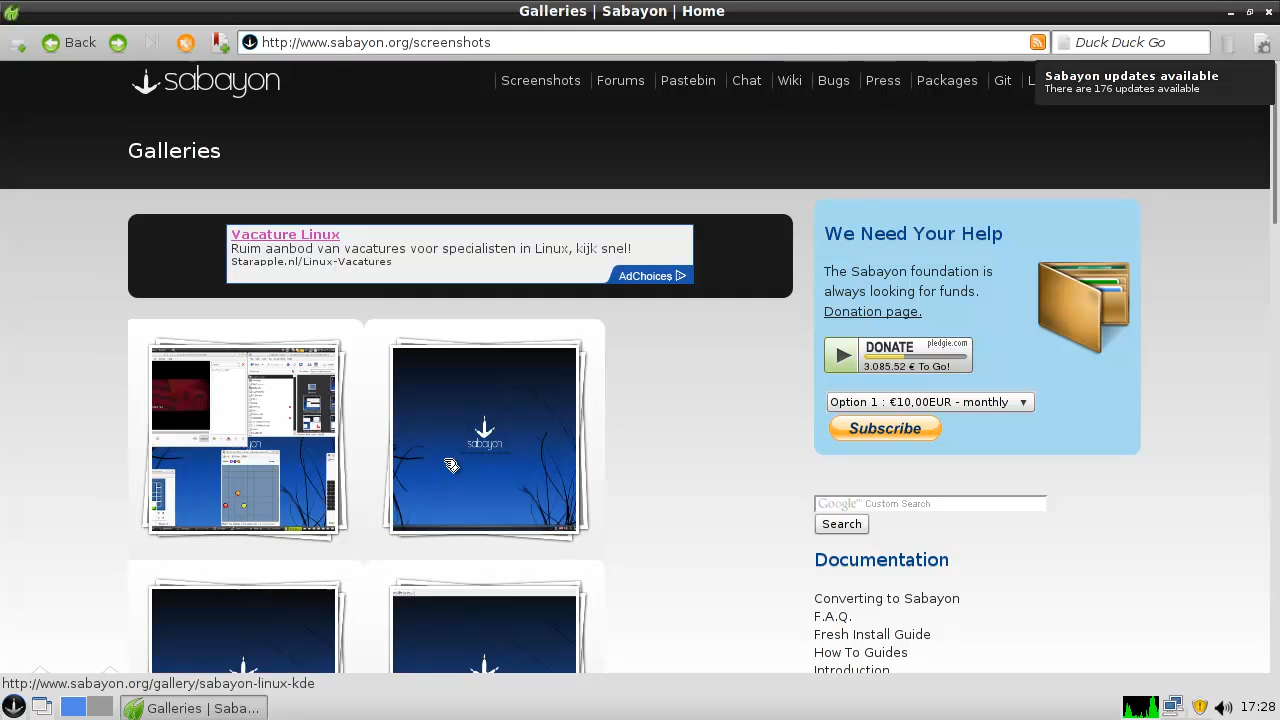 Galleries | Sabayon | Home
Back
http://www.sabayon.org/screenshots
Duck Duck Go
sabayon
Screenshots
Forums
Pastebin
Chat
Wiki
Bugs
Press
Packages
Git
L
Sabayon updates available
There are 176 updates available
Galleries
Vacature Linux
Ruim aanbod van vacatures voor specialisten in Linux, kijk snel!
Starapple.nl/Linux-Vacatures
AdChoices
We Need Your Help
The Sabayon foundation is
always looking for funds.
Donation page.
DONATE
pledgie.com
3.085.52 € To Go!
Option 1 : €10,00EUR - monthly
Subscribe
sabayon
Google™ Custom Search
Search
Documentation
Converting to Sabayon
F.A.Q.
Fresh Install Guide
How To Guides
Introduction
http://www.sabayon.org/gallery/sabayon-linux-kde
Galleries | Saba...
17:28